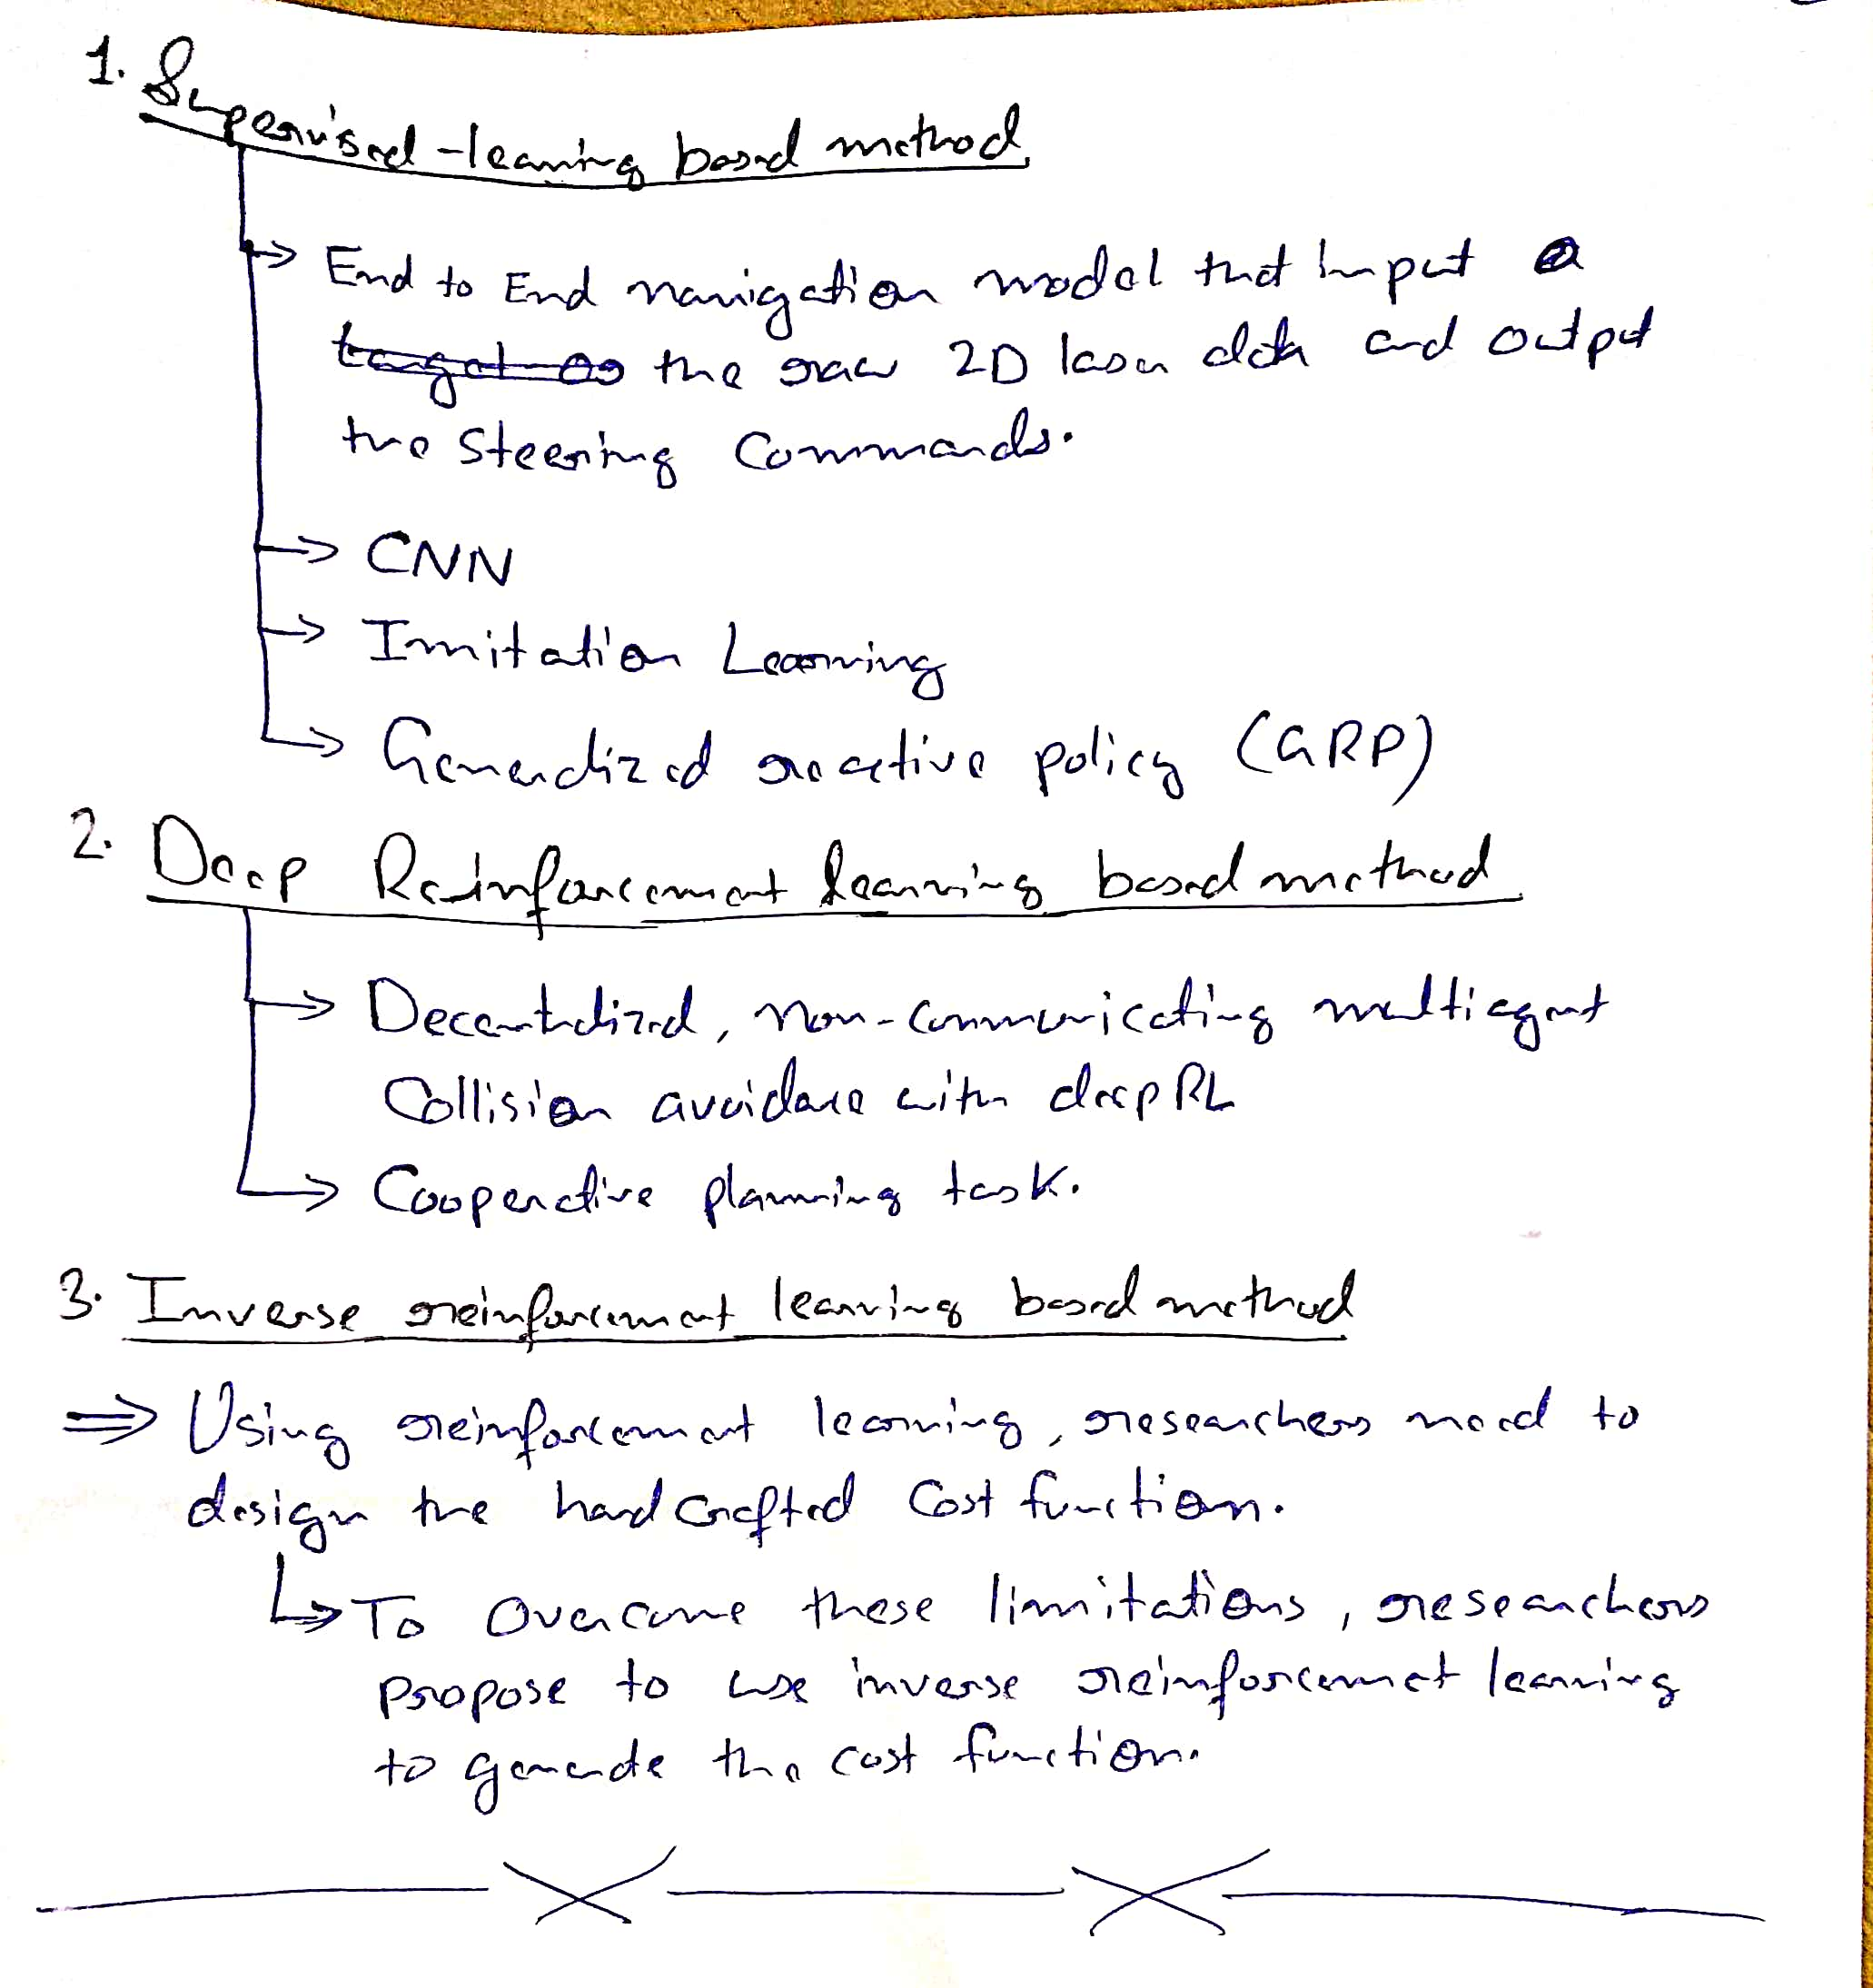 1. Supervised-learning based method
End to End navigation model that input
the raw 2D laser data and output
the steering commands.
CNN
Imitation Learning
Generalized reactive policy (GRP)
2. Deep Reinforcement learning based method
Decentralized, non-communicating multiagent
Collision avoidance with deep RL
Cooperative planning task.
3. Inverse reinforcement learning based method
⇒ Using reinforcement learning, researchers need to
design the hand crafted cost function.
To overcome these limitations, researchers
propose to use inverse reinforcement learning
to generate the cost function.